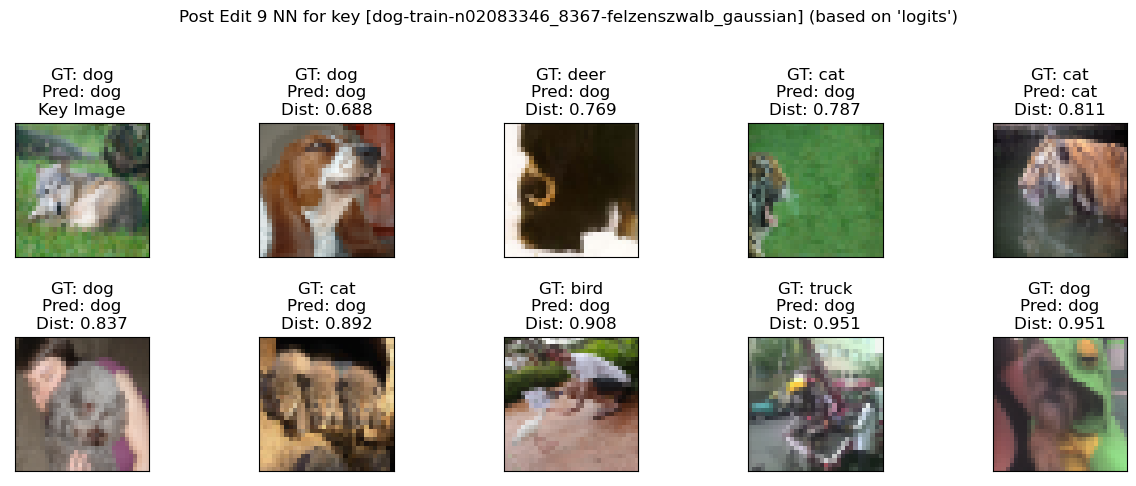 Post Edit 9 NN for key [dog-train-n02083346_8367-felzenszwalb_gaussian] (based on 'logits')
GT: dog
Pred: dog
Key Image
GT: dog
Pred: dog
Dist: 0.688
GT: deer
Pred: dog
Dist: 0.769
GT: cat
Pred: dog
Dist: 0.787
GT: cat
Pred: cat
Dist: 0.811
GT: dog
Pred: dog
Dist: 0.837
GT: cat
Pred: dog
Dist: 0.892
GT: bird
Pred: dog
Dist: 0.908
GT: truck
Pred: dog
Dist: 0.951
GT: dog
Pred: dog
Dist: 0.951